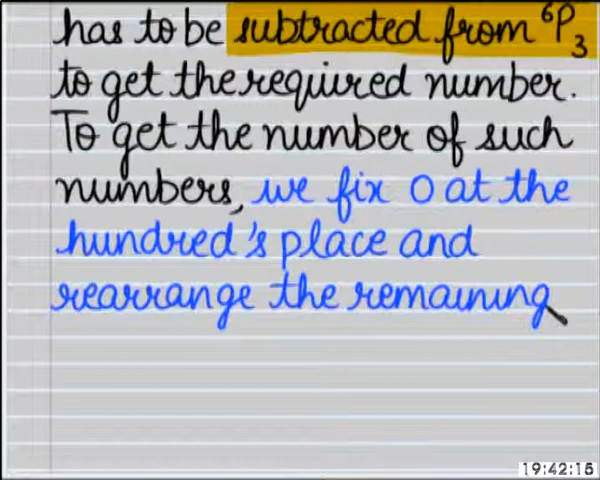 has to be subtracted from ⁶P₃
to get the required number.
To get the number of such
numbers, we fix 0 at the
hundred's place and
rearrange the remaining
19:42:15